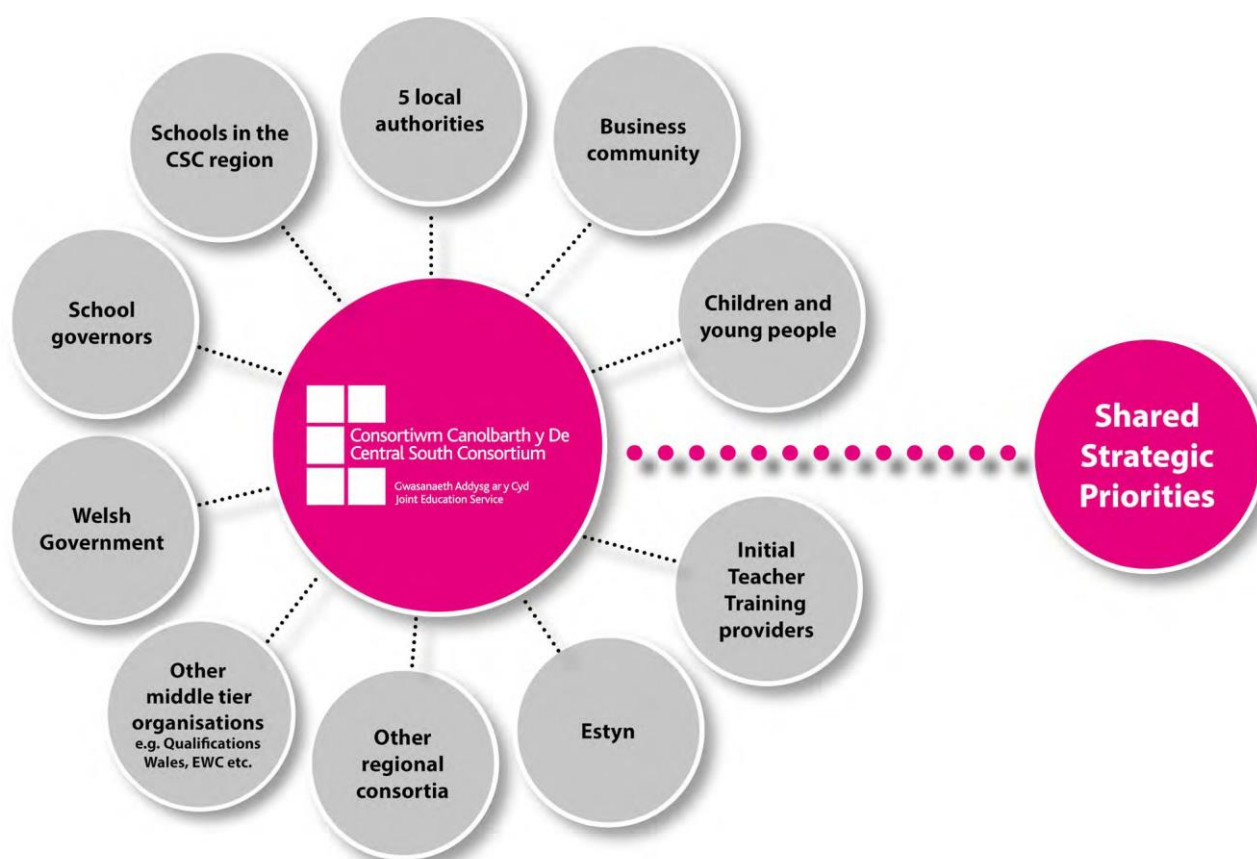 5 local
authorities
Business
community
Children and
young people
Initial
Teacher
Training
providers
Estyn
Other
regional
consortia
Other
middle tier
organisations
e.g. Qualifications
Wales, EWC etc.
Welsh
Government
School
governors
Schools in the
CSC region
Consortiwm Canolbarth y De
Central South Consortium
Gwasanaeth Addysg ar y Cyd
Joint Education Service
Shared
Strategic
Priorities